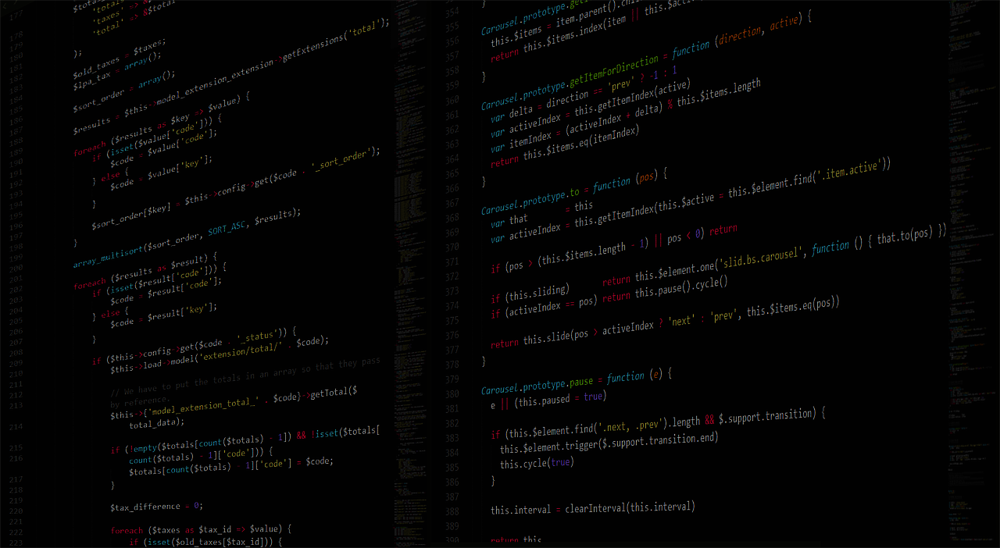 177
'taxes' => &$total
'total' => &$total
178
179
);
180
181
$old_taxes = $taxes;
182
$lpa_tax = array();
183
184
$sort_order = array();
185
186
$results = $this->model_extension_extension->getExtensions('total');
187
188
foreach ($results as $key => $value) {
189
if (isset($value['code'])) {
190
$code = $value['code'];
191
} else {
192
$code = $value['key'];
193
194
}
195
196
$sort_order[$key] = $this->config->get($code . '_sort_order');
197
}
198
199
array_multisort($sort_order, SORT_ASC, $results);
200
201
foreach ($results as $result) {
202
if (isset($result['code'])) {
203
$code = $result['code'];
204
} else {
205
$code = $result['key'];
206
207
}
208
209
if ($this->config->get($code . '_status')) {
210
$this->load->model('extension/total/' . $code);
211
212
// We have to put the totals in an array so that they pass
213
by reference.
$this->{'model_extension_total_' . $code}->getTotal($
214
total_data);
215
if (!empty($totals[count($totals) - 1]) && !isset($totals[
216
count($totals) - 1]['code'])) {
$totals[count($totals) - 1]['code'] = $code;
217
}
218
219
$tax_difference = 0;
220
221
foreach ($taxes as $tax_id => $value) {
222
if (isset($old_taxes[$tax_id])) {
223
354
355
this.$items = item.parent().
356
return this.$items.index(item || this.
357
}
358
359
Carousel.prototype.getItemForDirection = function (direction, active) {
360
var delta = direction == 'prev' ? -1 : 1
361
var activeIndex = this.getItemIndex(active)
362
var itemIndex = (activeIndex + delta) % this.$items.length
363
return this.$items.eq(itemIndex)
364
}
365
366
Carousel.prototype.to = function (pos) {
367
var that = this
368
var activeIndex = this.getItemIndex(this.$active = this.$element.find('.item.active'))
369
370
if (pos > (this.$items.length - 1) || pos < 0) return
371
372
if (this.sliding) return this.$element.one('slid.bs.carousel', function () { that.to(pos) })
373
if (activeIndex == pos) return this.pause().cycle()
374
375
return this.slide(pos > activeIndex ? 'next' : 'prev', this.$items.eq(pos))
376
}
377
378
Carousel.prototype.pause = function (e) {
379
e || (this.paused = true)
380
381
if (this.$element.find('.next, .prev').length && $.support.transition) {
382
this.$element.trigger($.support.transition.end)
383
this.cycle(true)
384
}
385
386
this.interval = clearInterval(this.interval)
387
388
return this
389
390